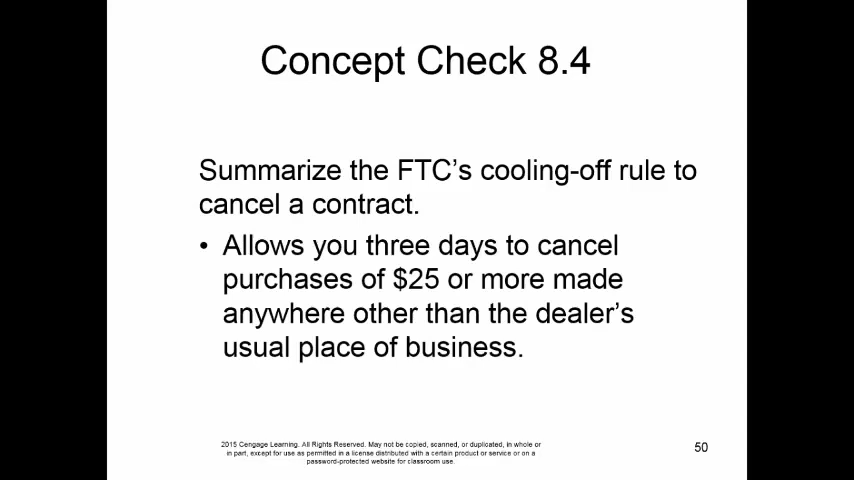 Concept Check 8.4
Summarize the FTC's cooling-off rule to
cancel a contract.
• Allows you three days to cancel
purchases of $25 or more made
anywhere other than the dealer's
usual place of business.
2015 Cengage Learning. All Rights Reserved. May not be copied, scanned, or duplicated, in whole or
in part, except for use as permitted in a license distributed with a certain product or service or on a
password-protected website for classroom use.
50